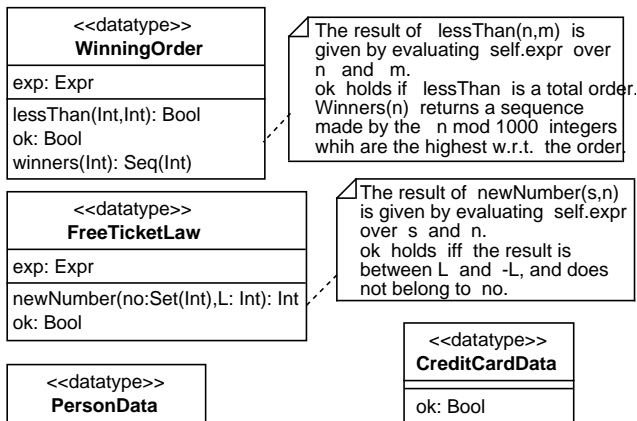 <<datatype>>
WinningOrder
exp: Expr
lessThan(Int,Int): Bool
ok: Bool
winners(Int): Seq(Int)
The result of lessThan(n,m) is
given by evaluating self.expr over
n and m.
ok holds if lessThan is a total order.
Winners(n) returns a sequence
made by the n mod 1000 integers
whih are the highest w.r.t. the order.
<<datatype>>
FreeTicketLaw
exp: Expr
newNumber(no:Set(Int),L: Int): Int
ok: Bool
The result of newNumber(s,n)
is given by evaluating self.expr
over s and n.
ok holds iff the result is
between L and -L, and does
not belong to no.
<<datatype>>
PersonData
<<datatype>>
CreditCardData
ok: Bool